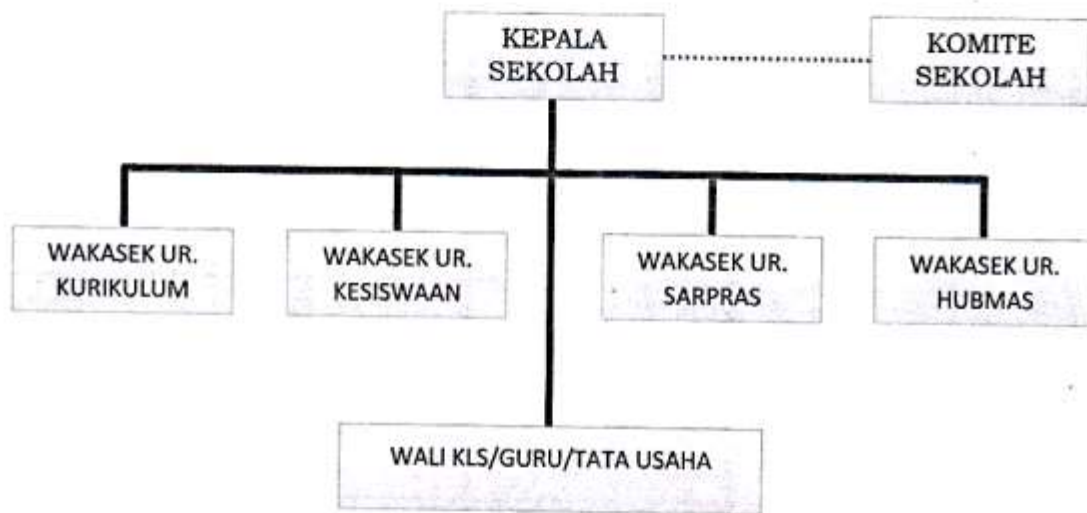 KEPALA
SEKOLAH
KOMITE
SEKOLAH
WAKASEK UR.
KURIKULUM
WAKASEK UR.
KESISWAAN
WAKASEK UR.
SARPRAS
WAKASEK UR.
HUBMAS
WALI KLS/GURU/TATA USAHA